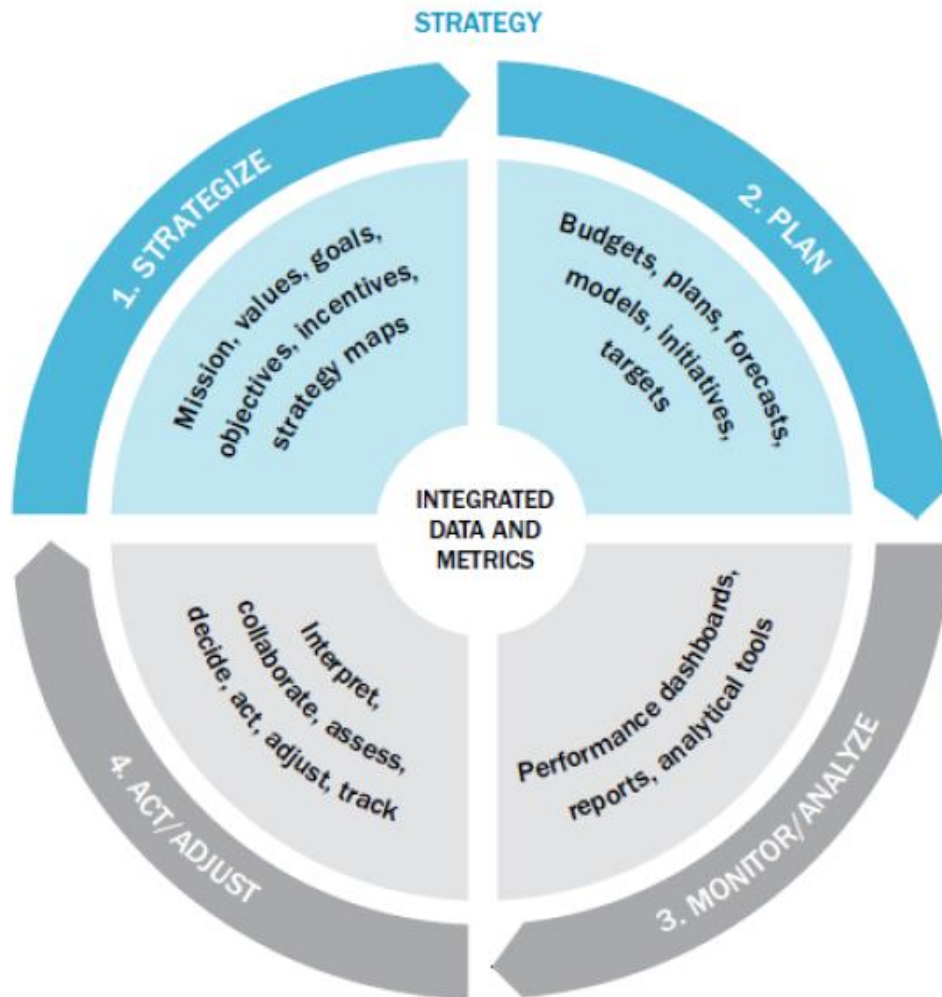 STRATEGY
1. STRATEGIZE
Mission, values, goals,
objectives, incentives,
strategy maps
2. PLAN
Budgets, plans, forecasts,
models, initiatives,
targets
INTEGRATED
DATA AND
METRICS
Performance dashboards,
reports, analytical tools
3. MONITOR/ANALYZE
Interpret,
collaborate, assess,
decide, act, adjust, track
4. ACT/ADJUST